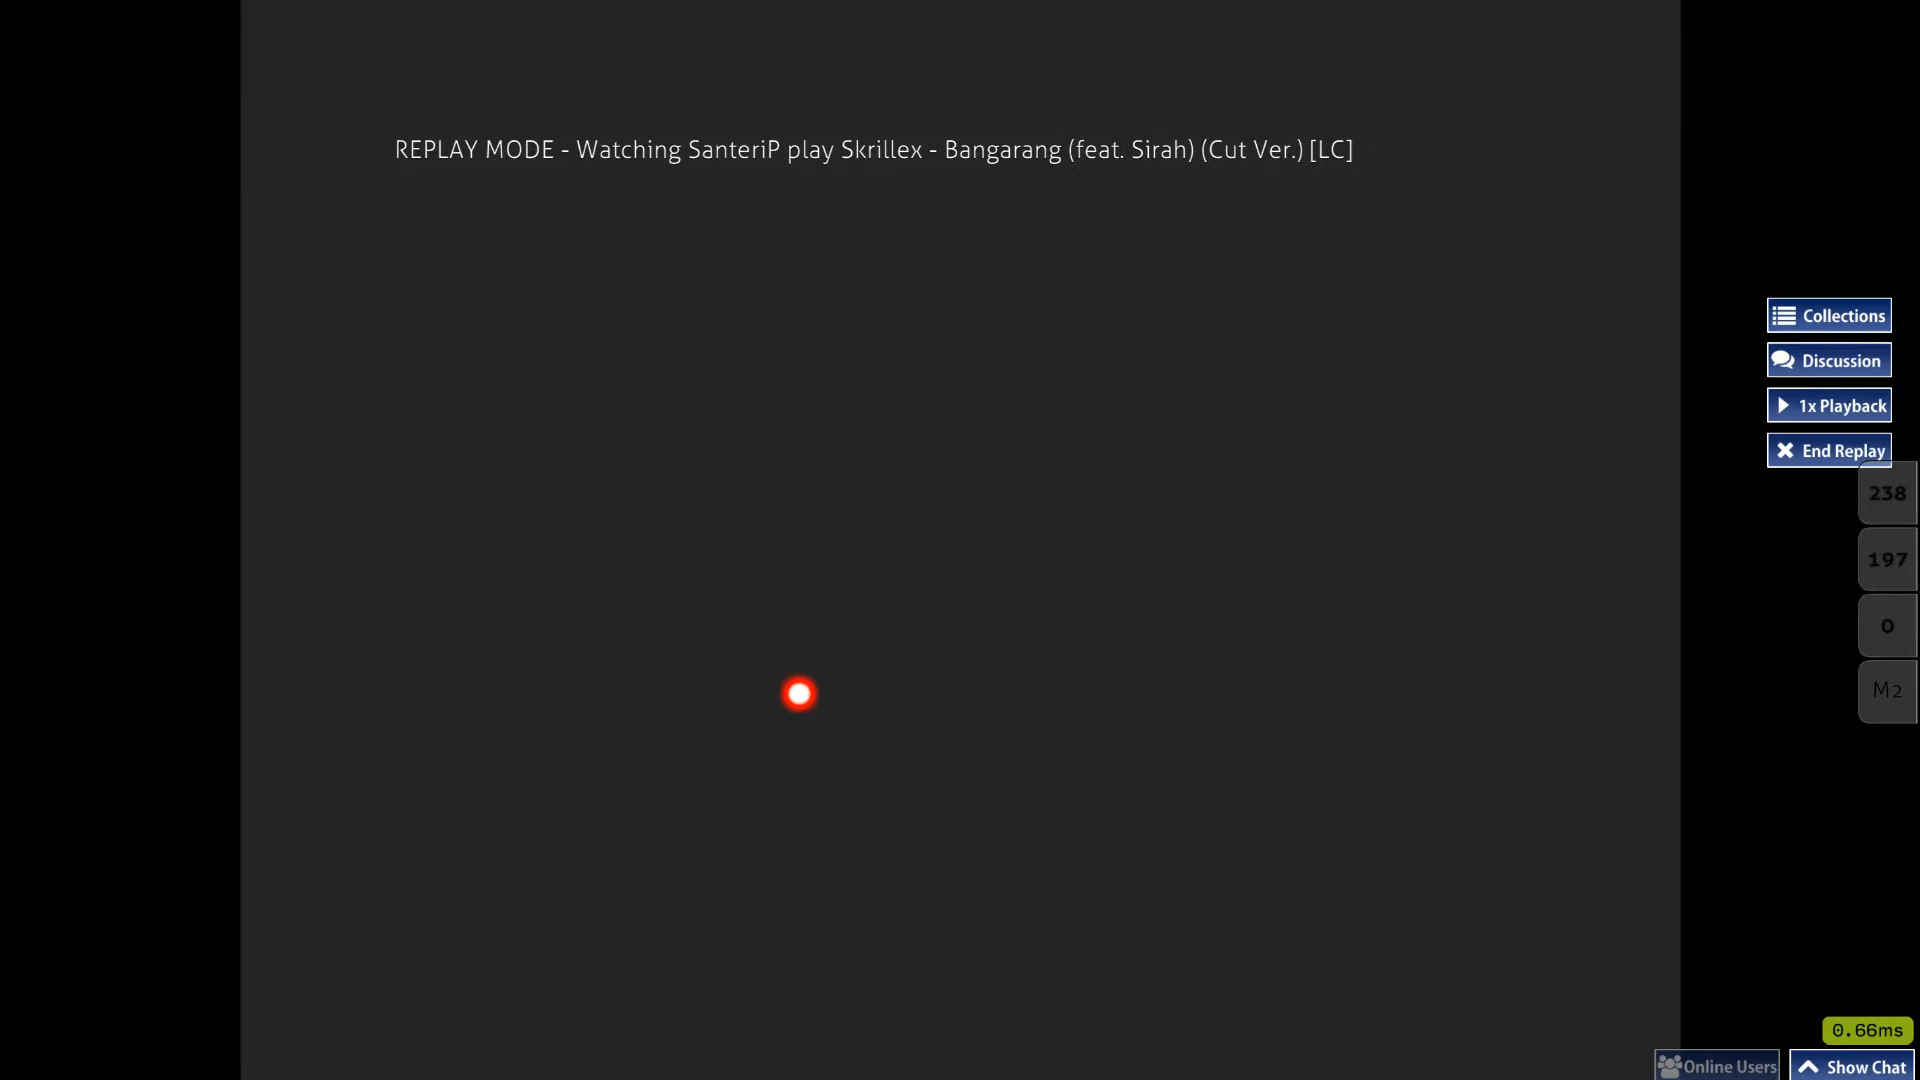 REPLAY MODE - Watching SanteriP play Skrillex - Bangarang (feat. Sirah) (Cut Ver.) [LC]
Collections
Discussion
1x Playback
End Replay
238
197
0
M2
0.66ms
Online Users
Show Chat